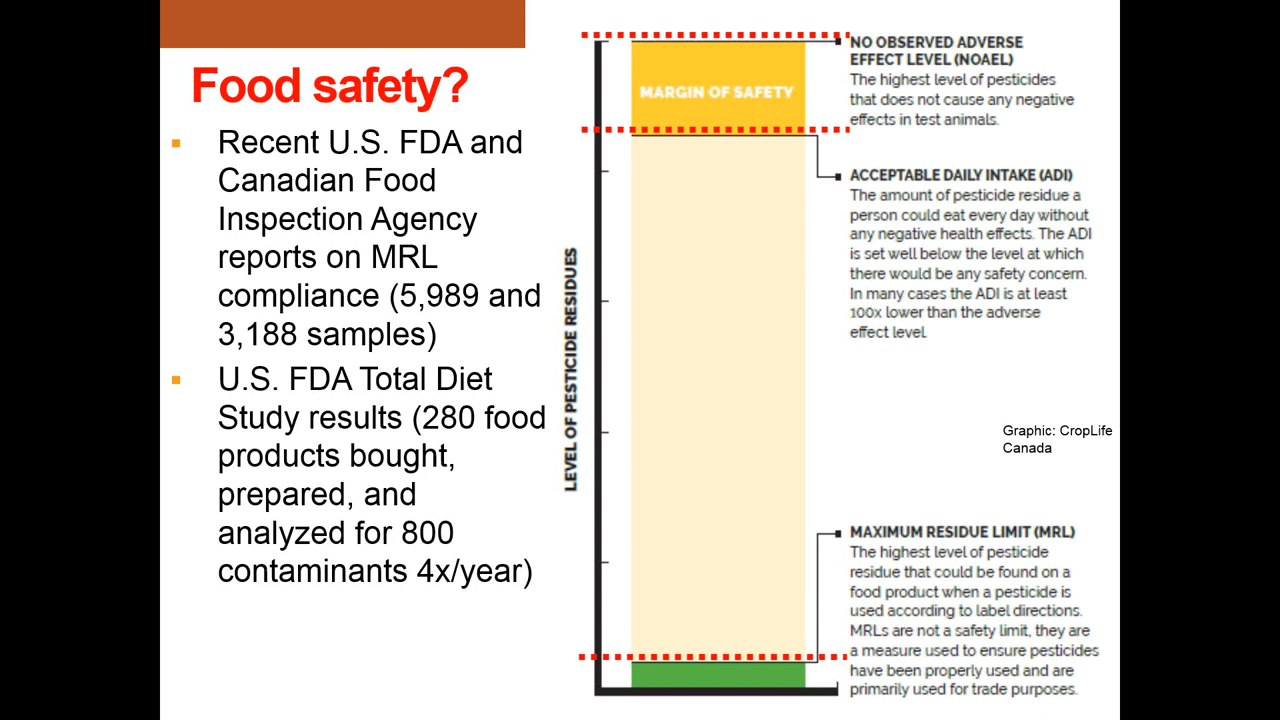 Food safety?
Recent U.S. FDA and
Canadian Food
Inspection Agency
reports on MRL
compliance (5,989 and
3,188 samples)
U.S. FDA Total Diet
Study results (280 food
products bought,
prepared, and
analyzed for 800
contaminants 4x/year)
LEVEL OF PESTICIDE RESIDUES
MARGIN OF SAFETY
NO OBSERVED ADVERSE
EFFECT LEVEL (NOAEL)
The highest level of pesticides
that does not cause any negative
effects in test animals.
ACCEPTABLE DAILY INTAKE (ADI)
The amount of pesticide residue a
person could eat every day without
any negative health effects. The ADI
is set well below the level at which
there would be any safety concern.
In many cases the ADI is at least
100x lower than the adverse
effect level.
Graphic: CropLife
Canada
MAXIMUM RESIDUE LIMIT (MRL)
The highest level of pesticide
residue that could be found on a
food product when a pesticide is
used according to label directions.
MRLs are not a safety limit, they are
a measure used to ensure pesticides
have been properly used and are
primarily used for trade purposes.